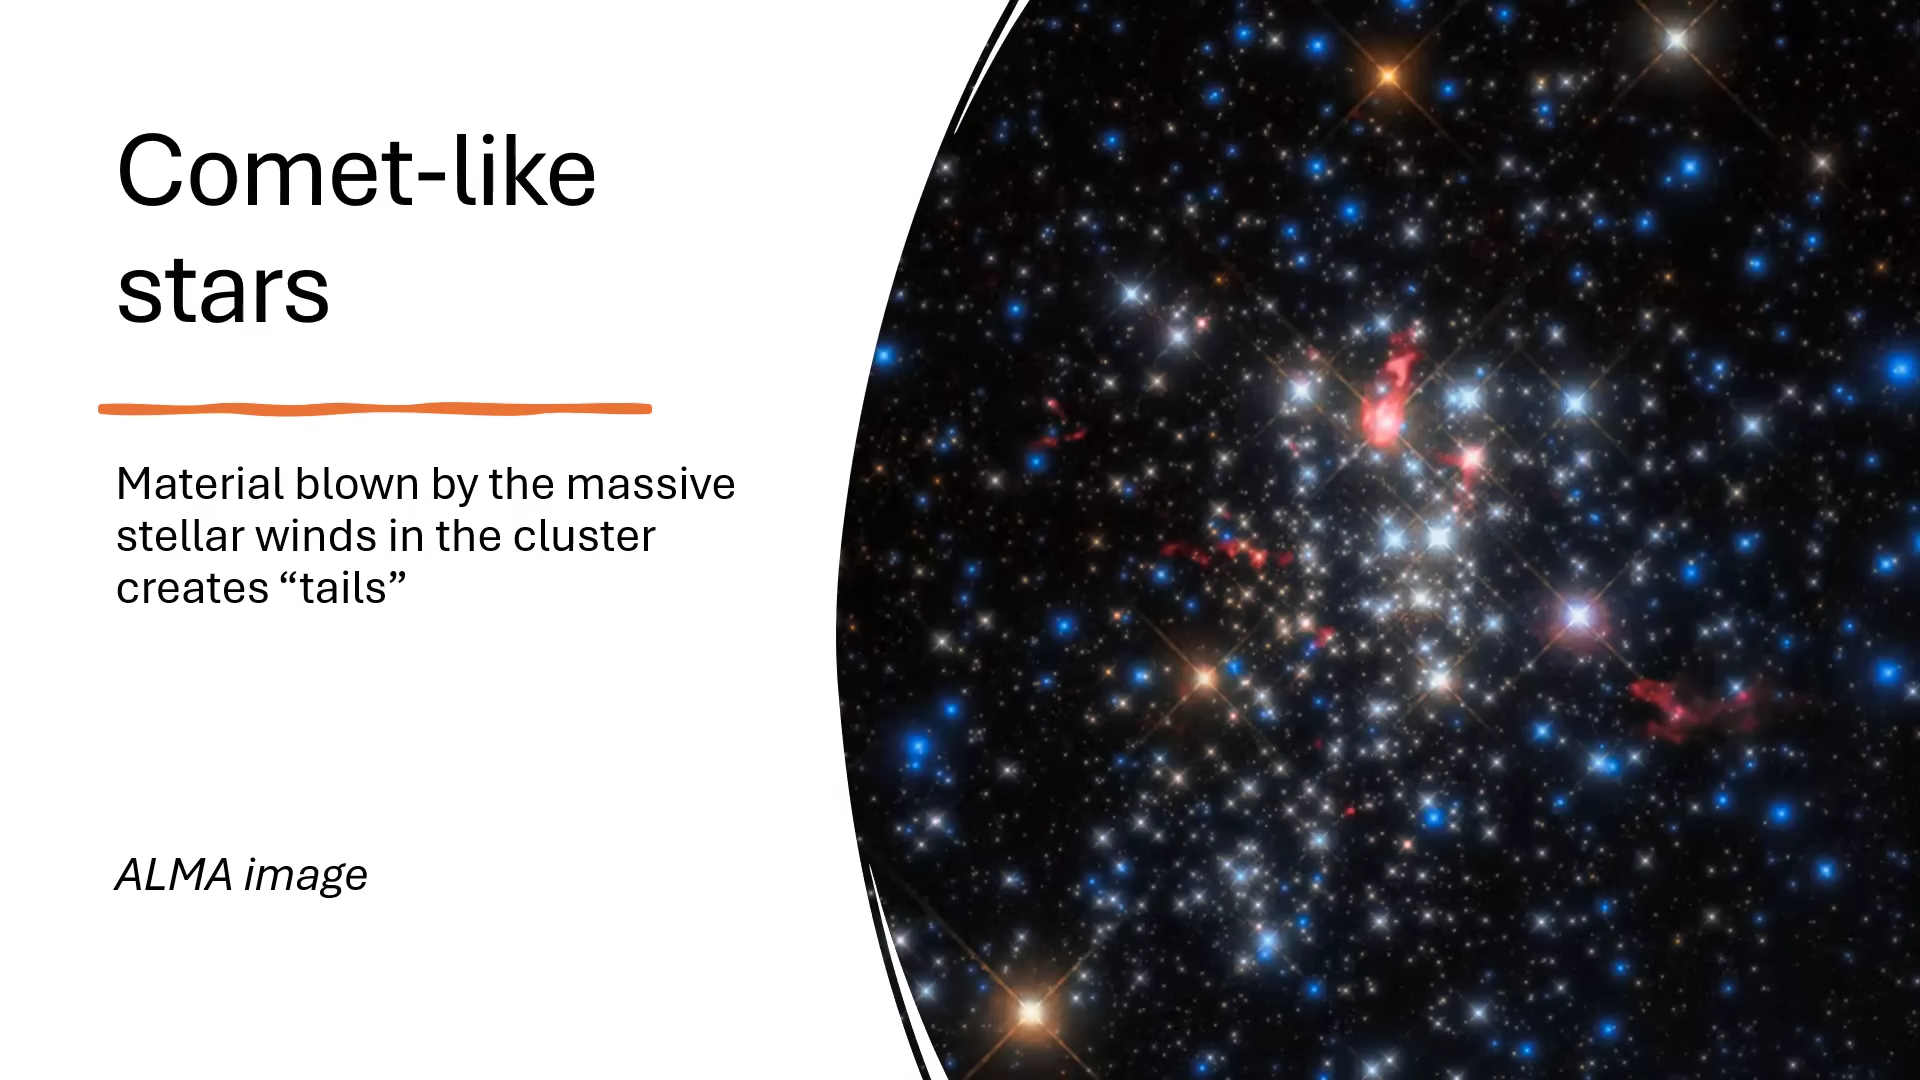 Comet-like
stars
Material blown by the massive
stellar winds in the cluster
creates “tails”
ALMA image